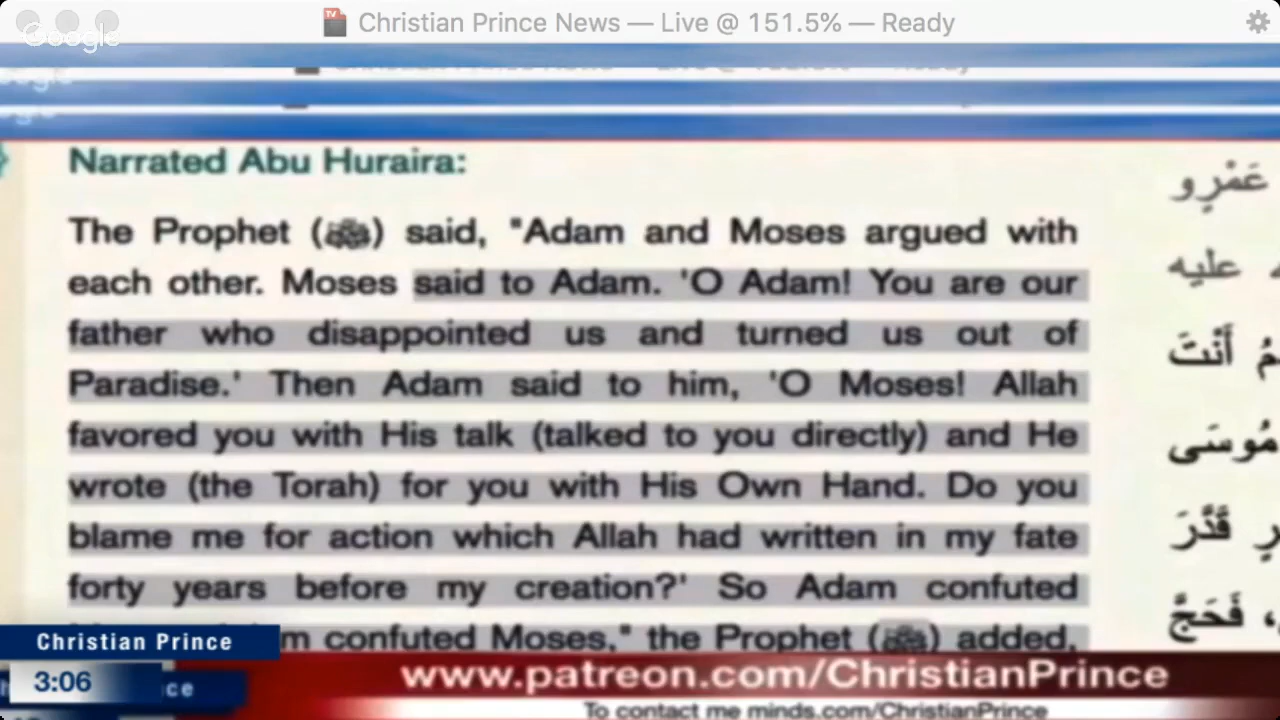 Christian Prince News — Live @ 151.5% — Ready
Google
Narrated Abu Huraira:
The Prophet (ﷺ) said, "Adam and Moses argued with
each other. Moses said to Adam. 'O Adam! You are our
father who disappointed us and turned us out of
Paradise.' Then Adam said to him, 'O Moses! Allah
favored you with His talk (talked to you directly) and He
wrote (the Torah) for you with His Own Hand. Do you
blame me for action which Allah had written in my fate
forty years before my creation?' So Adam confuted
confuted Moses," the Prophet (ﷺ) added,
عَمْرٍو
عليه
أَنْتَ
مُوسَى
قَدَّرَ
فَحَجَّ
Christian Prince
3:06
www.patreon.com/ChristianPrince
To contact me minds.com/ChristianPrince